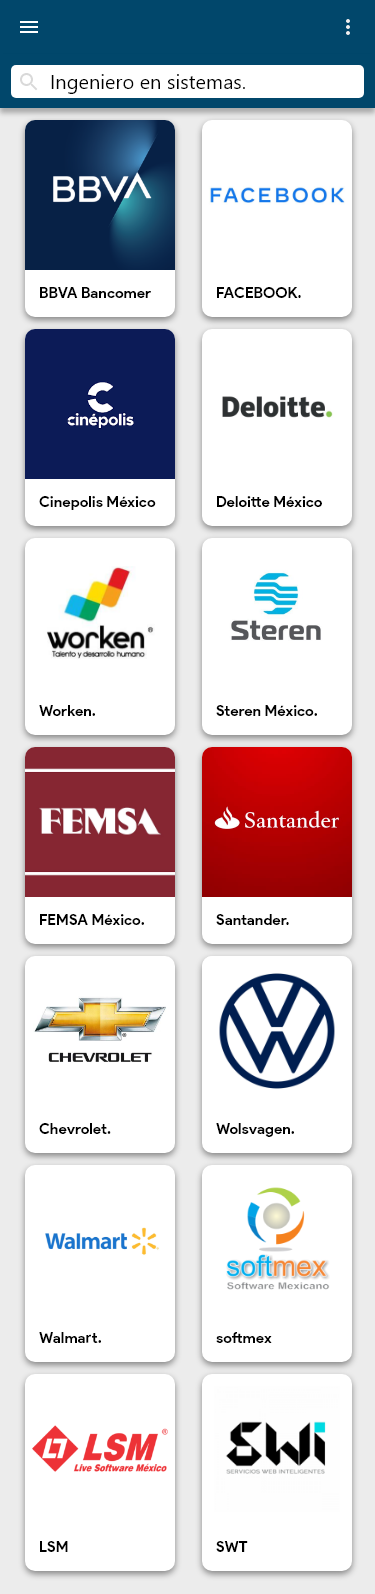 Ingeniero en sistemas.
BBVA
FACEBOOK
BBVA Bancomer
FACEBOOK.
cinépolis
Deloitte.
Cinepolis México
Deloitte México
worken®
Talento y desarrollo humano
Steren
Worken.
Steren México.
FEMSA
Santander
FEMSA México.
Santander.
CHEVROLET
Chevrolet.
Wolsvagen.
Walmart
softmex
Software Mexicano
Walmart.
softmex
LSM®
Live Software México
SWi
SERVICIOS WEB INTELIGENTES
LSM
SWT